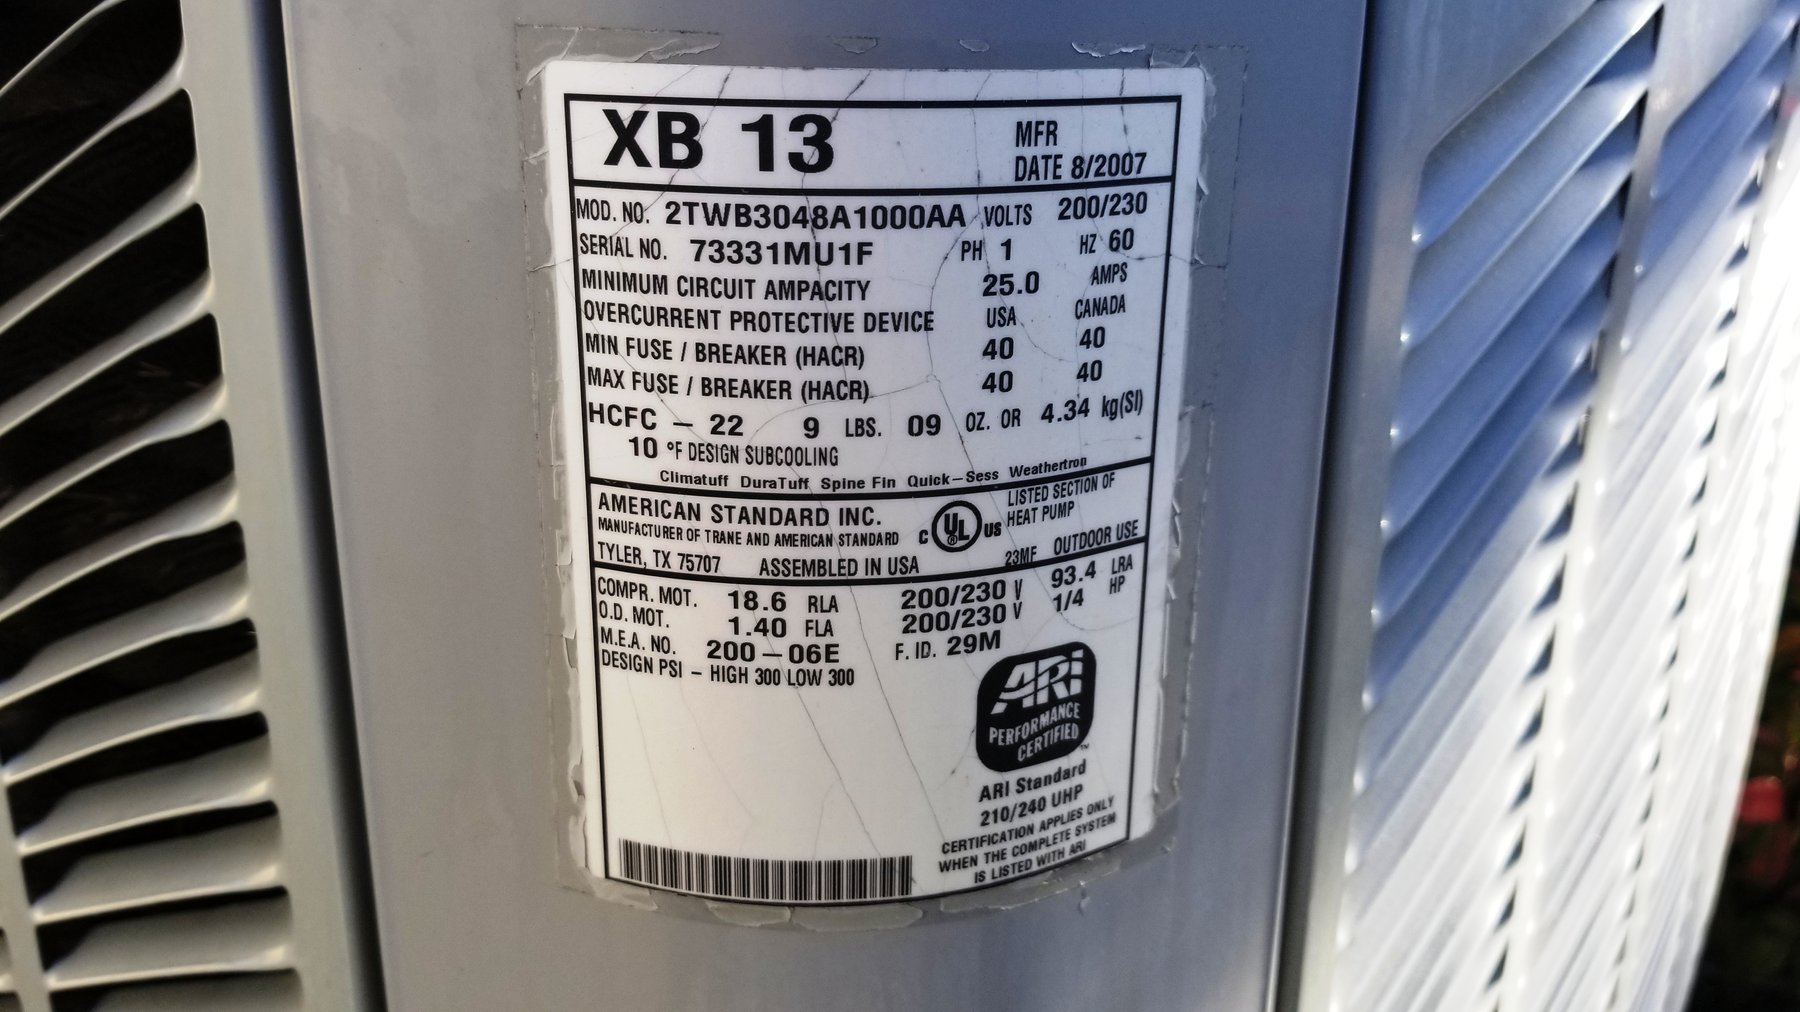 XB 13
MFR
DATE 8/2007
MOD. NO. 2TWB3048A1000AA VOLTS 200/230
SERIAL NO. 73331MU1F PH 1 HZ 60
MINIMUM CIRCUIT AMPACITY 25.0 AMPS
OVERCURRENT PROTECTIVE DEVICE USA CANADA
MIN FUSE / BREAKER (HACR) 40 40
MAX FUSE / BREAKER (HACR) 40 40
HCFC – 22 9 LBS. 09 OZ. OR 4.34 kg(SI)
10 °F DESIGN SUBCOOLING
Climatuff DuraTuff Spine Fin Quick–Sess Weathertron
AMERICAN STANDARD INC.
MANUFACTURER OF TRANE AND AMERICAN STANDARD
TYLER, TX 75707 ASSEMBLED IN USA
C UL® US
LISTED SECTION OF
HEAT PUMP
23MF OUTDOOR USE
COMPR. MOT. 18.6 RLA 200/230 V 93.4 LRA
O.D. MOT. 1.40 FLA 200/230 V 1/4 HP
M.E.A. NO. 200–06E F. ID. 29M
DESIGN PSI – HIGH 300 LOW 300
ARI
PERFORMANCE
CERTIFIED™
ARI Standard
210/240 UHP
CERTIFICATION APPLIES ONLY
WHEN THE COMPLETE SYSTEM
IS LISTED WITH ARI